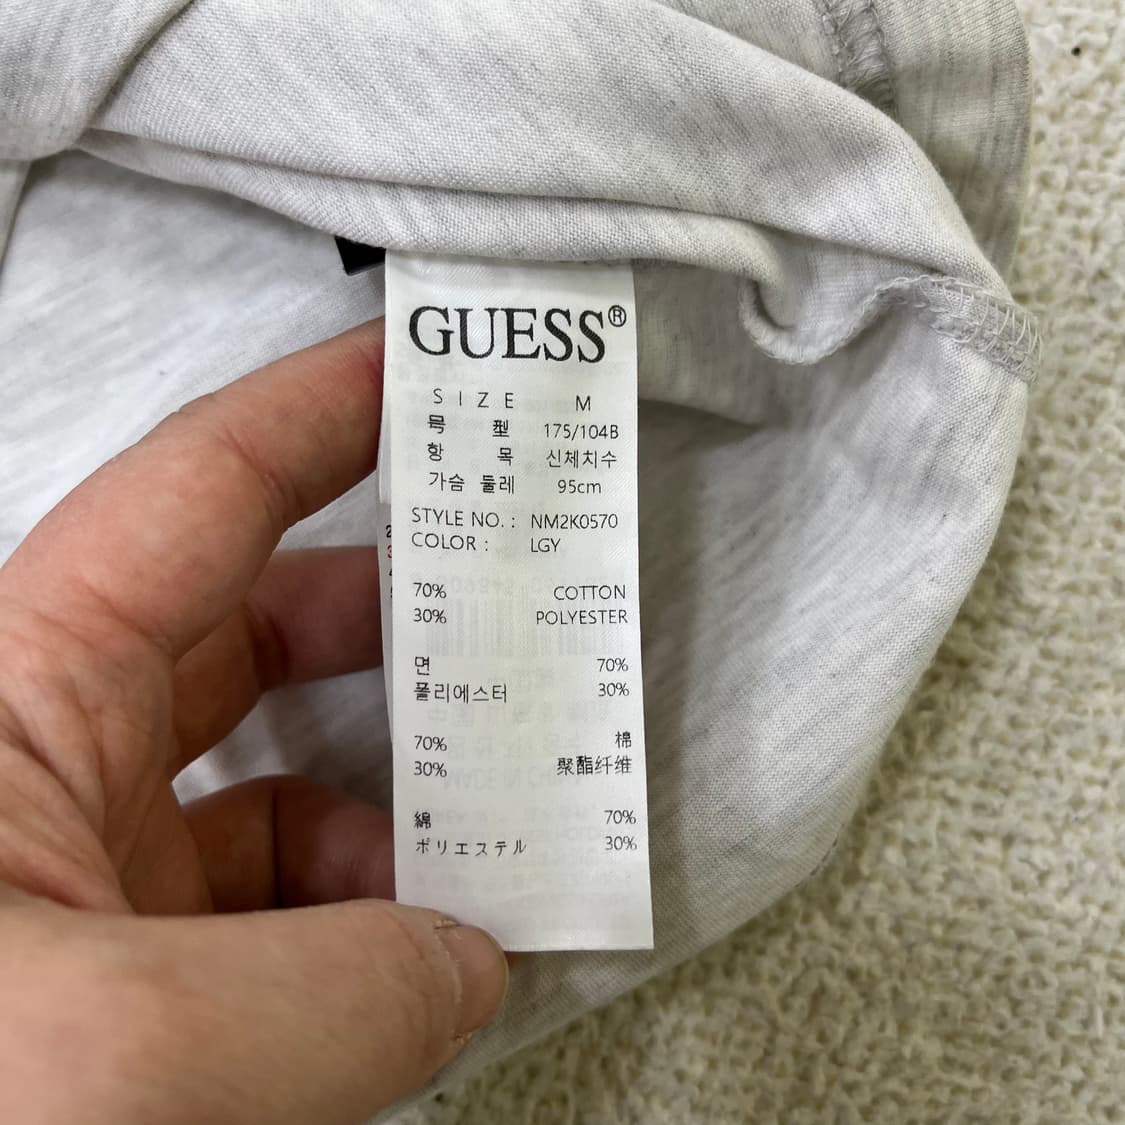 GUESS®
SIZE M
号 型 175/104B
항 목 신체치수
가슴 둘레 95cm
STYLE NO. : NM2K0570
COLOR : LGY
70% COTTON
30% POLYESTER
면 70%
폴리에스터 30%
70% 棉
30% 聚酯纤维
綿 70%
ポリエステル 30%